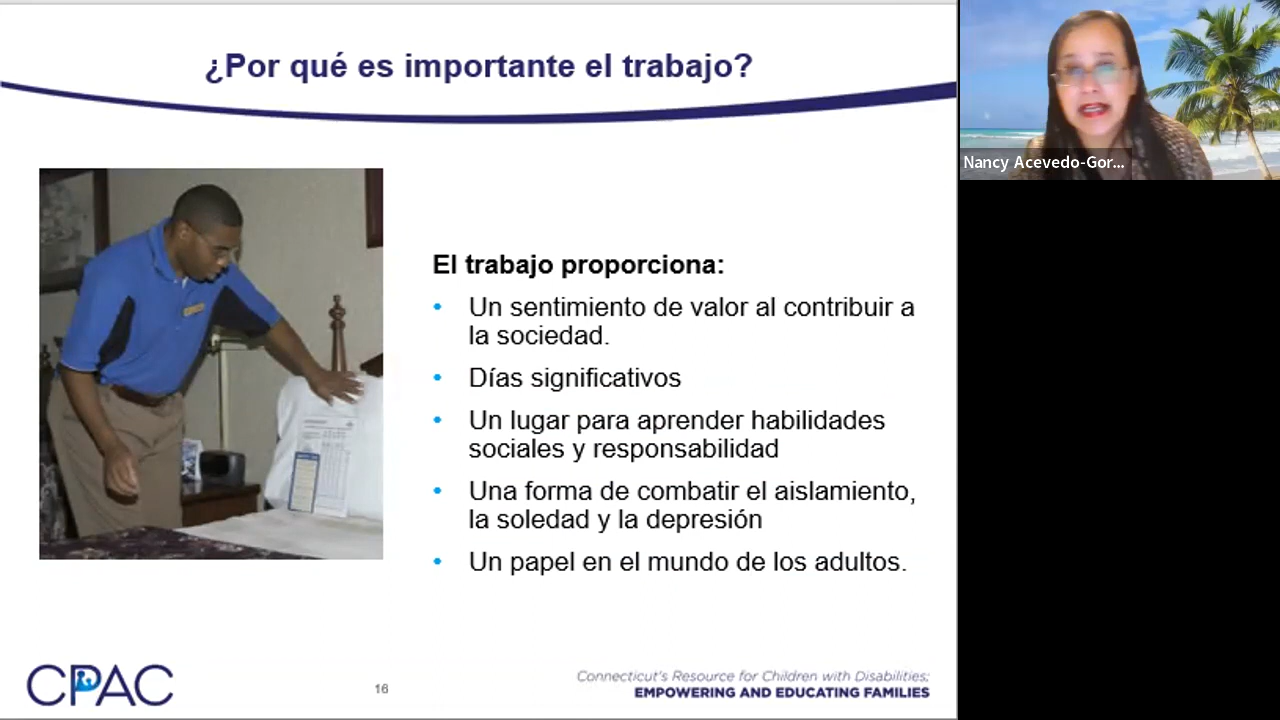 ¿Por qué es importante el trabajo?
Nancy Acevedo-Gor...
El trabajo proporciona:
• Un sentimiento de valor al contribuir a
la sociedad.
• Días significativos
• Un lugar para aprender habilidades
sociales y responsabilidad
• Una forma de combatir el aislamiento,
la soledad y la depresión
• Un papel en el mundo de los adultos.
CPAC
16
Connecticut's Resource for Children with Disabilities;
EMPOWERING AND EDUCATING FAMILIES